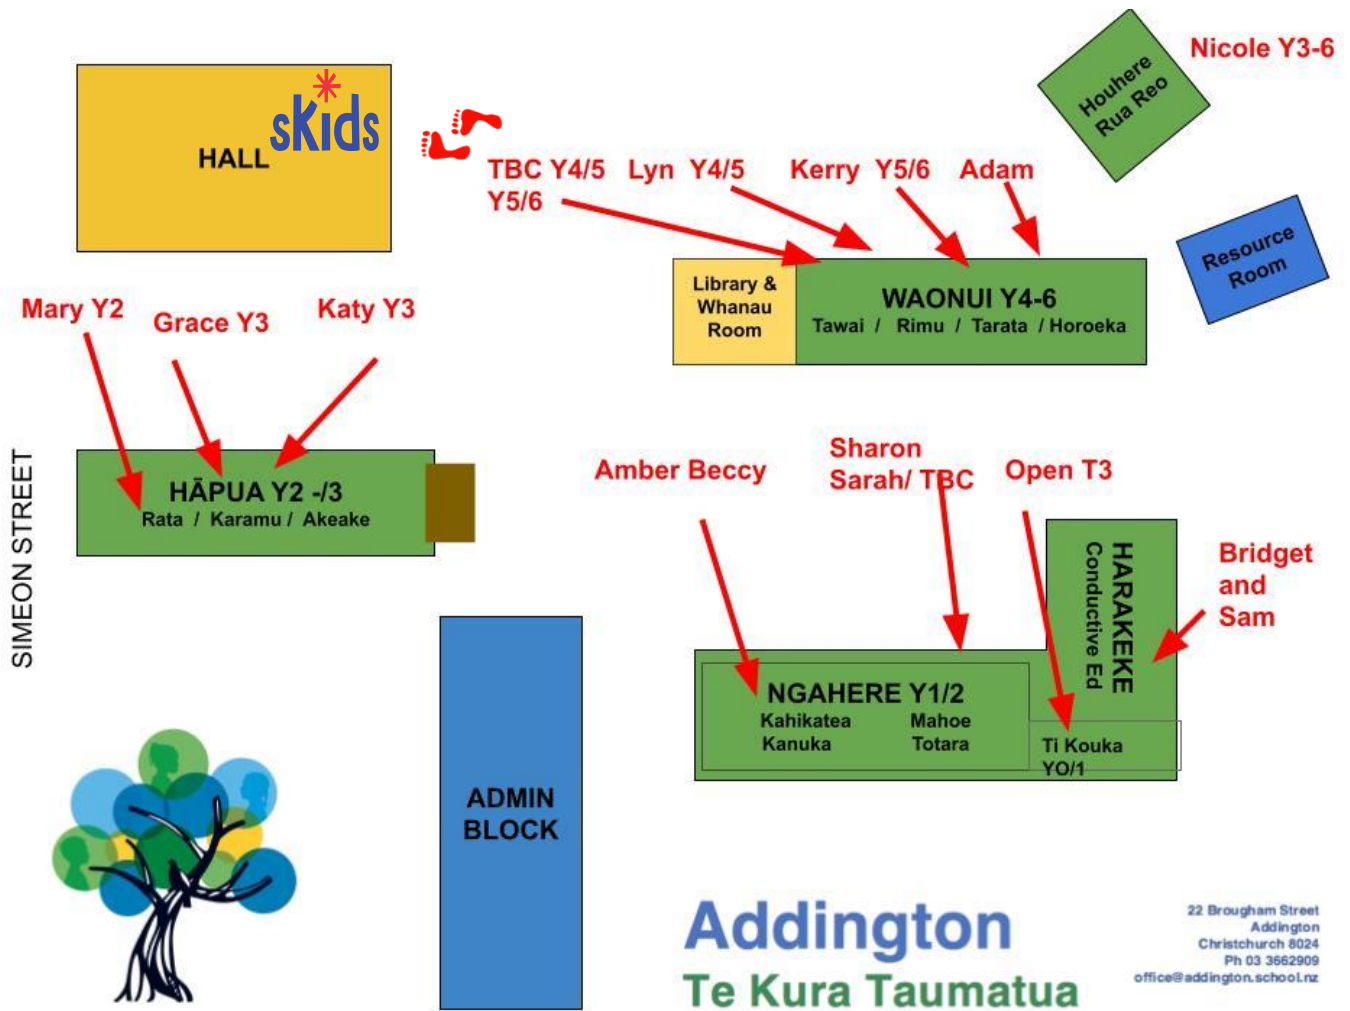 Nicole Y3-6
Houhere
Rua Reo
sKids
HALL
TBC Y4/5
Y5/6
Lyn Y4/5
Kerry Y5/6
Adam
Resource
Room
Library &
Whanau
Room
WAONUI Y4-6
Tawai / Rimu / Tarata / Horoeka
Mary Y2
Grace Y3
Katy Y3
HĀPUA Y2 -/3
Rata / Karamu / Akeake
SIMEON STREET
Amber Beccy
Sharon
Sarah/ TBC
Open T3
HARAKEKE
Conductive Ed
Bridget
and
Sam
NGAHERE Y1/2
Kahikatea Mahoe
Kanuka Totara
Ti Kouka
YO/1
ADMIN
BLOCK
Addington
Te Kura Taumatua
22 Brougham Street
Addington
Christchurch 8024
Ph 03 3662909
office@addington.school.nz